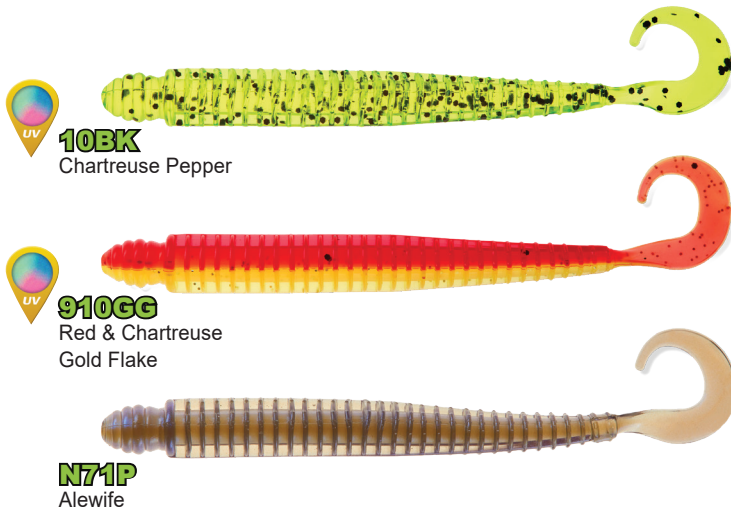 UV
10BK
Chartreuse Pepper
UV
910GG
Red & Chartreuse
Gold Flake
N71P
Alewife